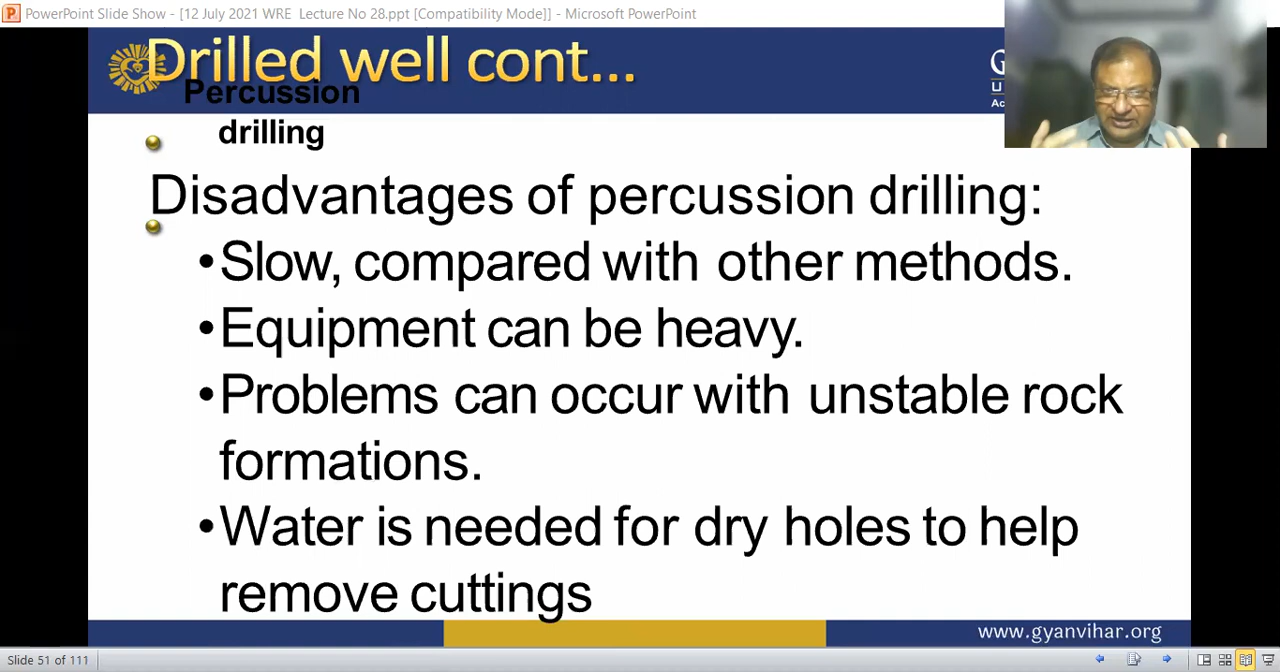 PowerPoint Slide Show - [12 July 2021 WRE Lecture No 28.ppt [Compatibility Mode]] - Microsoft PowerPoint
Drilled well cont...
Percussion
drilling
Disadvantages of percussion drilling:
•Slow, compared with other methods.
•Equipment can be heavy.
•Problems can occur with unstable rock
formations.
•Water is needed for dry holes to help
remove cuttings
www.gyanvihar.org
Slide 51 of 111